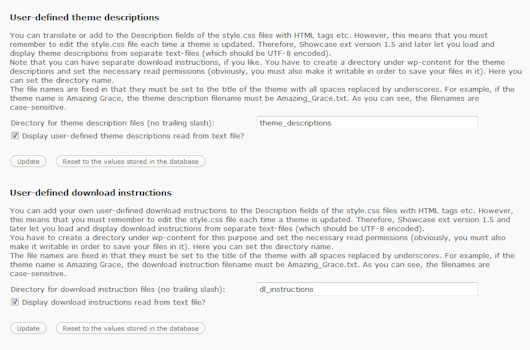 User-defined theme descriptions
You can translate or add to the Description fields of the style.css files with HTML tags etc. However, this means that you must
remember to edit the style.css file each time a theme is updated. Therefore, Showcase ext version 1.5 and later let you load and
display theme descriptions from separate text-files (which should be UTF-8 encoded).
Note that you can have separate download instructions, if you like. You have to create a directory under wp-content for the theme
descriptions and set the necessary read permissions (obviously, you must also make it writable in order to save your files in it). Here you
can set the directory name.
The file names are fixed in that they must be set to the title of the theme with all spaces replaced by underscores. For example, if the
theme name is Amazing Grace, the theme description filename must be Amazing_Grace.txt. As you can see, the filenames are
case-sensitive.
Directory for theme description files (no trailing slash): theme_descriptions
Display user-defined theme descriptions read from text file?
Update Reset to the values stored in the database
User-defined download instructions
You can add your own user-defined download instructions to the Description fields of the style.css files with HTML tags etc. However,
this means that you must remember to edit the style.css file each time a theme is updated. Therefore, Showcase ext version 1.5 and
later let you load and display download instructions from separate text-files (which should be UTF-8 encoded).
You have to create a directory under wp-content for this purpose and set the necessary read permissions (obviously, you must also
make it writable in order to save your files in it). Here you can set the directory name.
The file names are fixed in that they must be set to the title of the theme with all spaces replaced by underscores. For example, if the
theme name is Amazing Grace, the download instruction filename must be Amazing_Grace.txt. As you can see, the filenames are
case-sensitive.
Directory for download instruction files (no trailing slash): dl_instructions
Display download instructions read from text file?
Update Reset to the values stored in the database